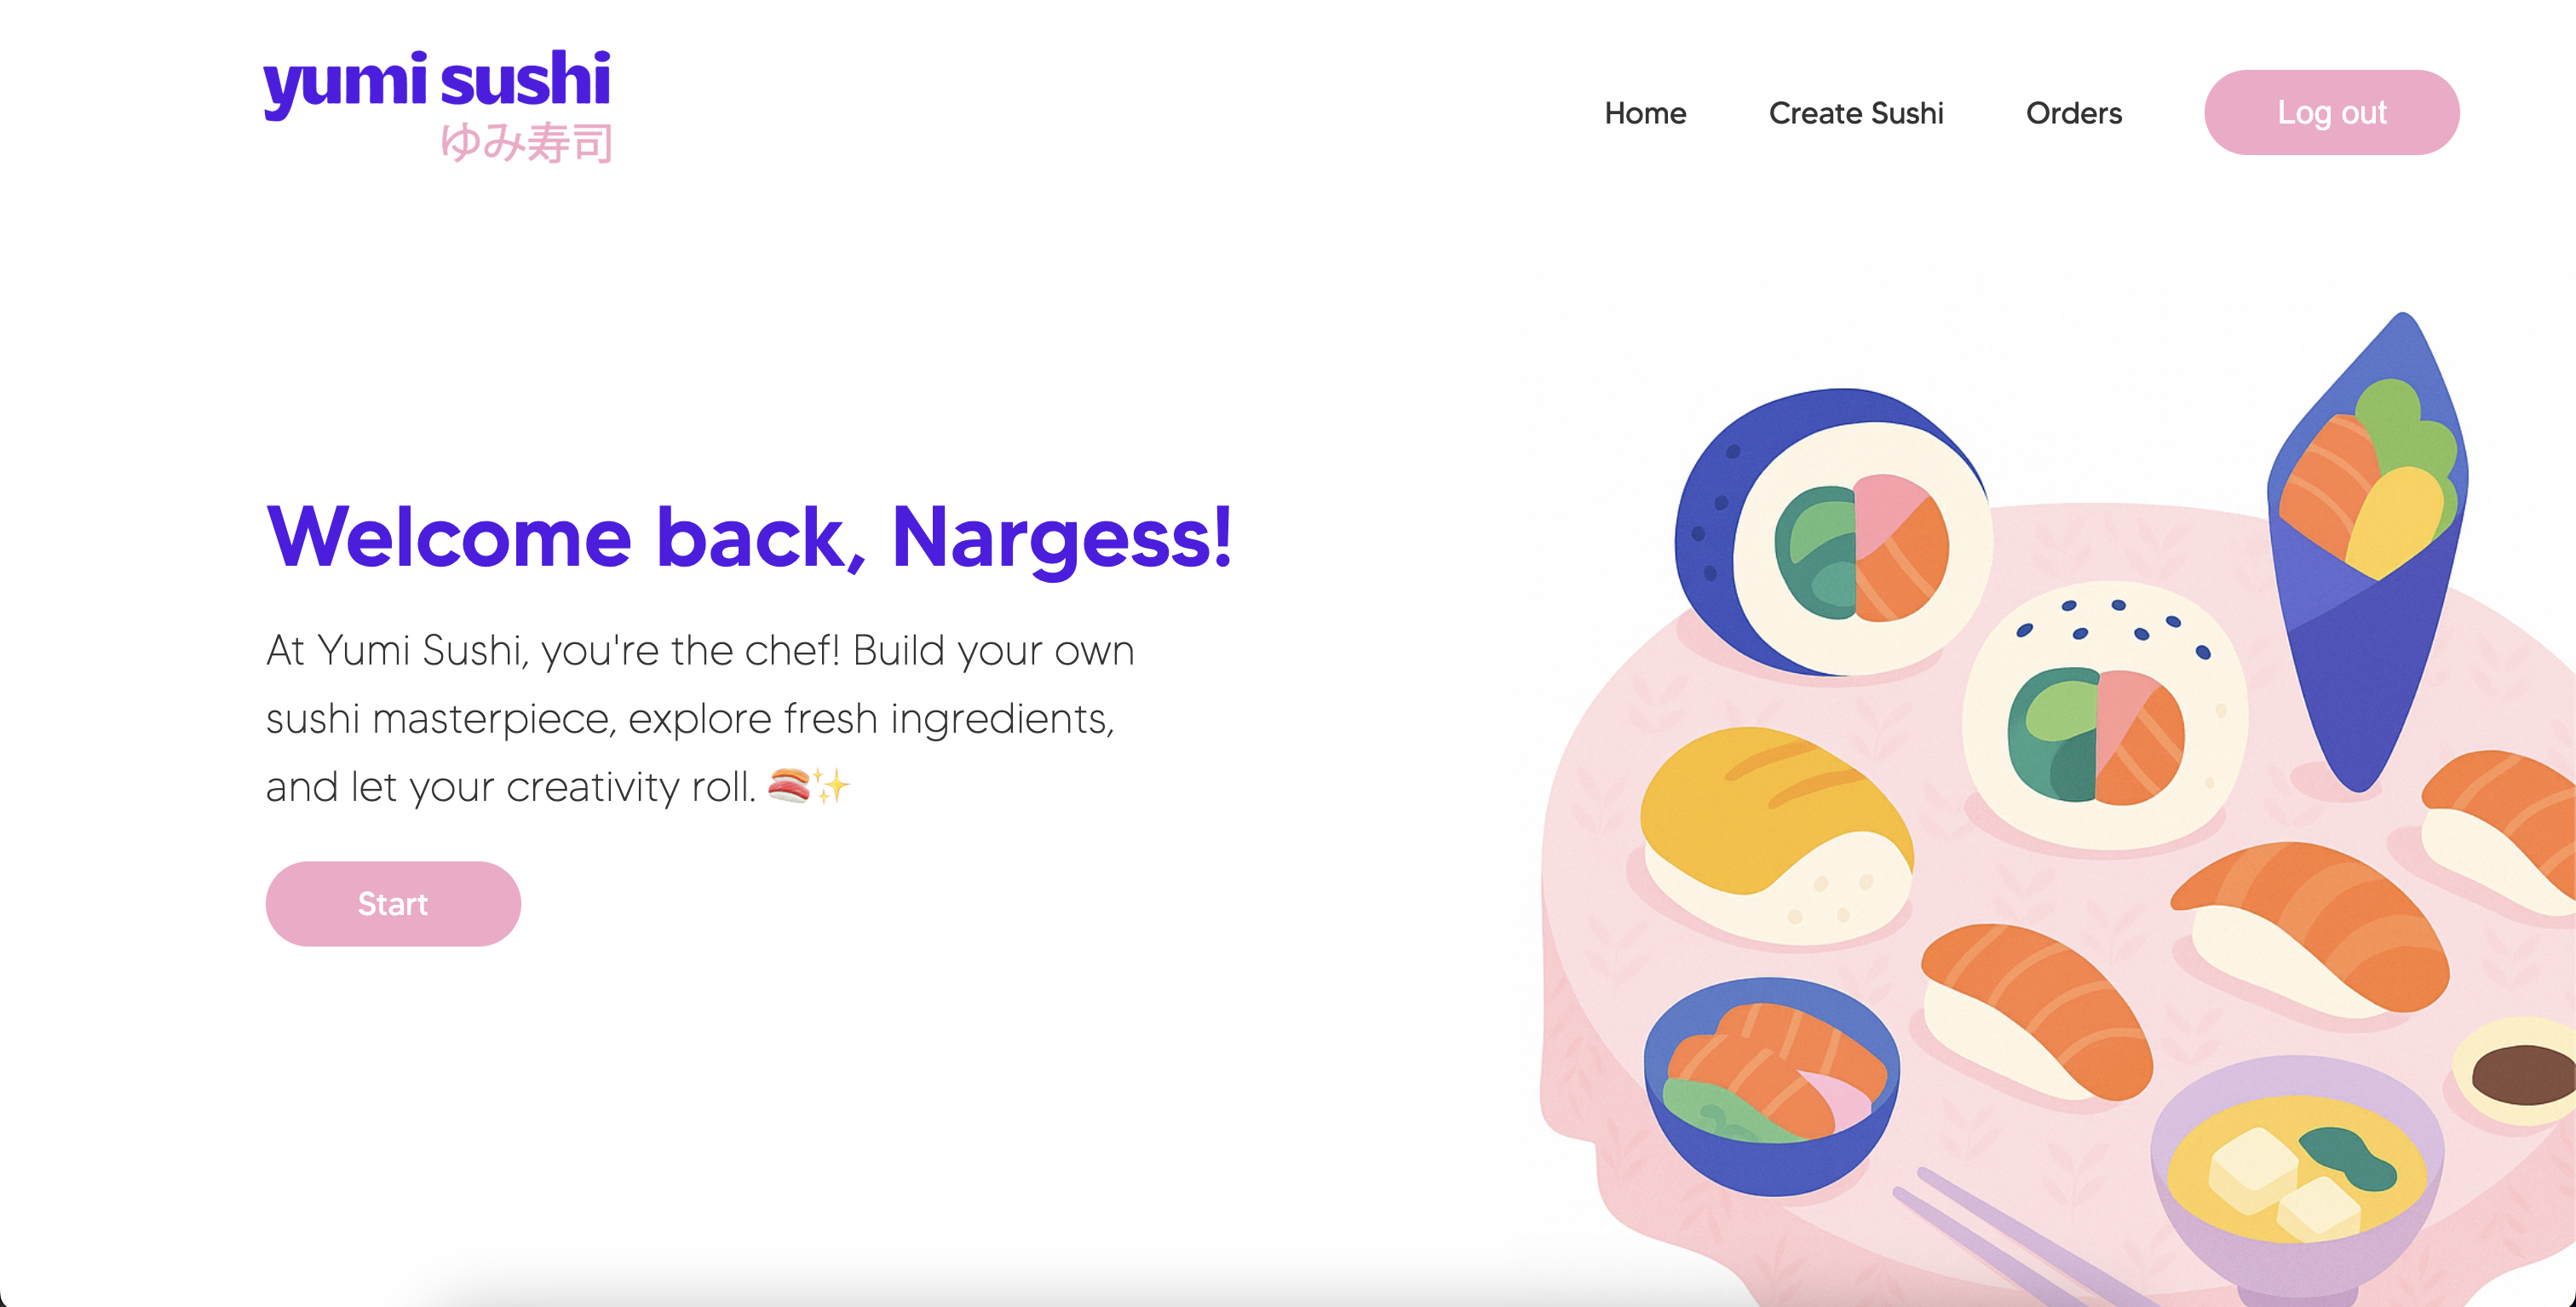 yumi sushi
ゆみ寿司
Home
Create Sushi
Orders
Log out
Welcome back, Nargess!
At Yumi Sushi, you're the chef! Build your own
sushi masterpiece, explore fresh ingredients,
and let your creativity roll. 🍣✨
Start